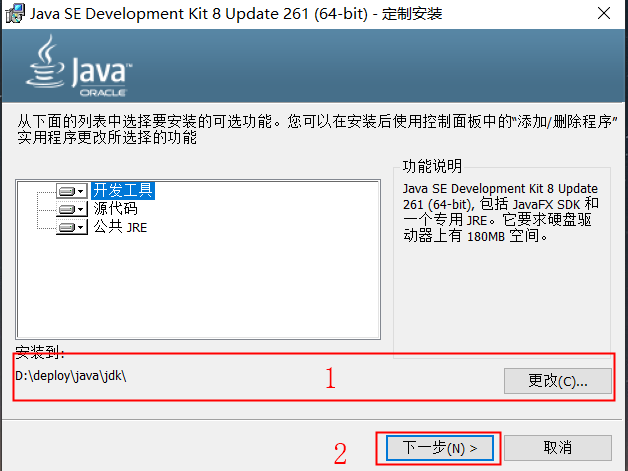 Java SE Development Kit 8 Update 261 (64-bit) - 定制安装
Java™
ORACLE
从下面的列表中选择要安装的可选功能。您可以在安装后使用控制面板中的“添加/删除程序”
实用程序更改所选择的功能
开发工具
源代码
公共 JRE
功能说明
Java SE Development Kit 8 Update
261 (64-bit), 包括 JavaFX SDK 和
一个专用 JRE。它要求硬盘驱
动器上有 180MB 空间。
安装到:
D:\deploy\java\jdk\
1
更改(C)...
2
下一步(N) >
取消